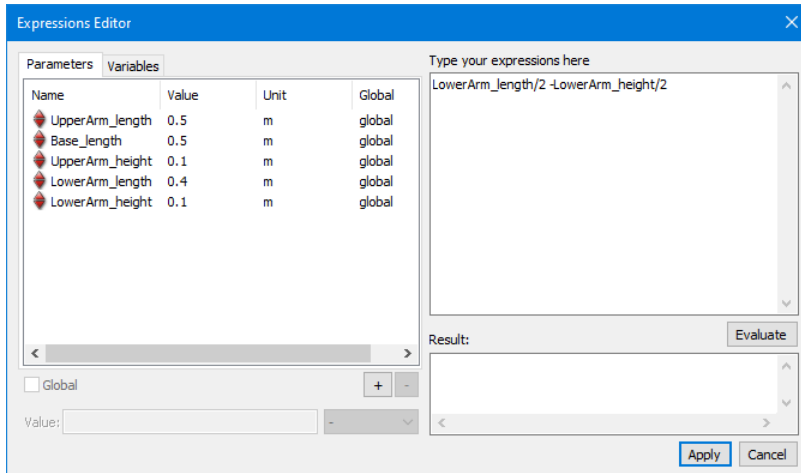 Expressions Editor
Parameters Variables
Name Value Unit Global
UpperArm_length 0.5 m global
Base_length 0.5 m global
UpperArm_height 0.1 m global
LowerArm_length 0.4 m global
LowerArm_height 0.1 m global
Global + -
Value: -
Type your expressions here
LowerArm_length/2 -LowerArm_height/2
Result: Evaluate
Apply Cancel